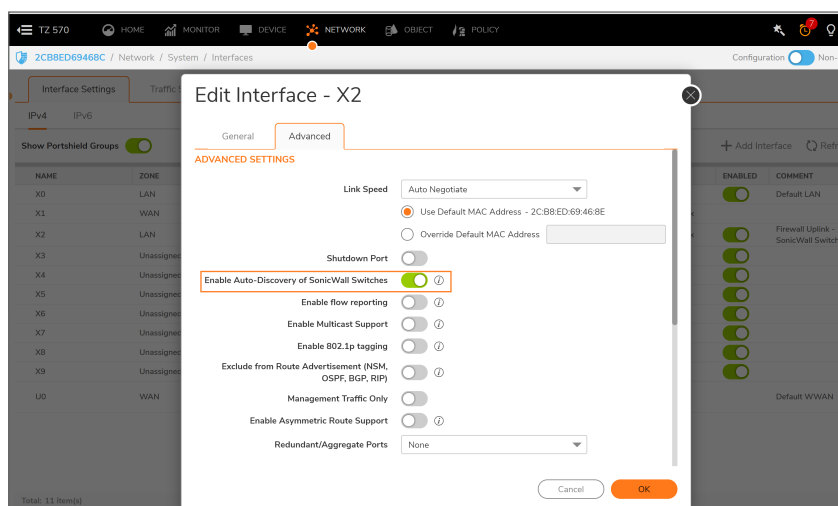 TZ 570
HOME
MONITOR
DEVICE
NETWORK
OBJECT
POLICY
7
2CB8ED69468C / Network / System / Interfaces
Configuration
Non-
Interface Settings
Traffic
IPv4
IPv6
Show Portshield Groups
+ Add Interface
Refr
NAME
ZONE
ENABLED
COMMENT
X0
LAN
Default LAN
X1
WAN
X2
LAN
Firewall Uplink -
SonicWall Switch
X3
Unassigned
X4
Unassigned
X5
Unassigned
X6
Unassigned
X7
Unassigned
X8
Unassigned
X9
Unassigned
U0
WAN
Default WWAN
Total: 11 item(s)
Edit Interface - X2
General
Advanced
ADVANCED SETTINGS
Link Speed
Auto Negotiate
Use Default MAC Address - 2C:B8:ED:69:46:8E
Override Default MAC Address
Shutdown Port
Enable Auto-Discovery of SonicWall Switches
Enable flow reporting
Enable Multicast Support
Enable 802.1p tagging
Exclude from Route Advertisement (NSM,
OSPF, BGP, RIP)
Management Traffic Only
Enable Asymmetric Route Support
Redundant/Aggregate Ports
None
Cancel
OK